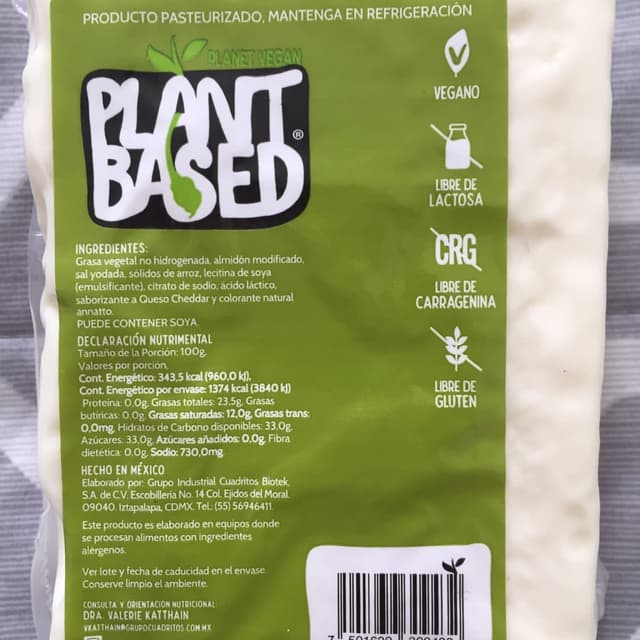 PRODUCTO PASTEURIZADO, MANTENGA EN REFRIGERACIÓN
PLANET VEGAN
PLANT
BASED
®
VEGANO
LIBRE DE
LACTOSA
CRG
LIBRE DE
CARRAGENINA
LIBRE DE
GLUTEN
INGREDIENTES:
Grasa vegetal no hidrogenada, almidón modificado,
sal yodada, sólidos de arroz, lecitina de soya
(emulsificante), citrato de sodio, ácido láctico,
saborizante a Queso Cheddar y colorante natural
annatto.
PUEDE CONTENER SOYA.
DECLARACIÓN NUTRIMENTAL
Tamaño de la Porción: 100g.
Valores por porción,
Cont. Energético: 343,5 kcal (960,0 kJ),
Cont. Energético por envase: 1374 kcal (3840 kJ)
Proteína: 0,0g. Grasas totales: 23,5g, Grasas
butíricas: 0.0g. Grasas saturadas: 12,0g, Grasas trans:
0,0mg. Hidratos de Carbono disponibles: 33.0g.
Azúcares: 33,0g, Azúcares añadidos: 0,0g, Fibra
dietética: 0.0g. Sodio: 730,0mg.
HECHO EN MÉXICO
Elaborado por: Grupo Industrial Cuadritos Biotek,
S.A. de C.V. Escobillería No. 14 Col. Ejidos del Moral,
09040. Iztapalapa, CDMX. Tel.: (55) 56946411.
Este producto es elaborado en equipos donde
se procesan alimentos con ingredientes
alérgenos.
Ver lote y fecha de caducidad en el envase
Conserve limpio el ambiente.
CONSULTA Y ORIENTACION NUTRICIONAL:
DRA. VALERIE KATTHAIN
VKATTHAIN@GRUPOCUADRITOS.COM.MX